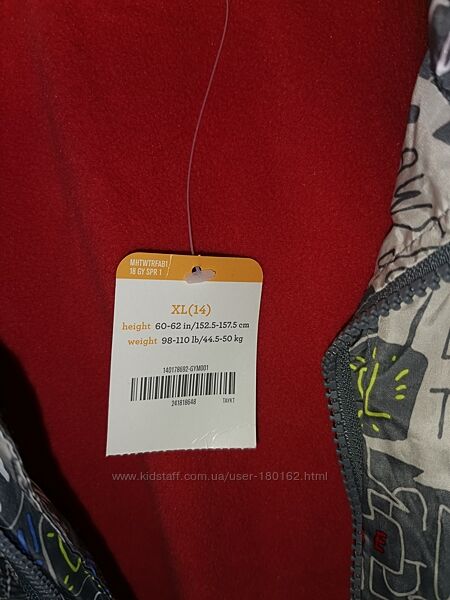 MHTWTRFAB1
18 GY SPR 1
XL(14)
height 60-62 in/152.5-157.5 cm
weight 98-110 lb/44.5-50 kg
140178692-GYM001
241818648 TAYKT
www.kidstaff.com.ua/user-180162.html